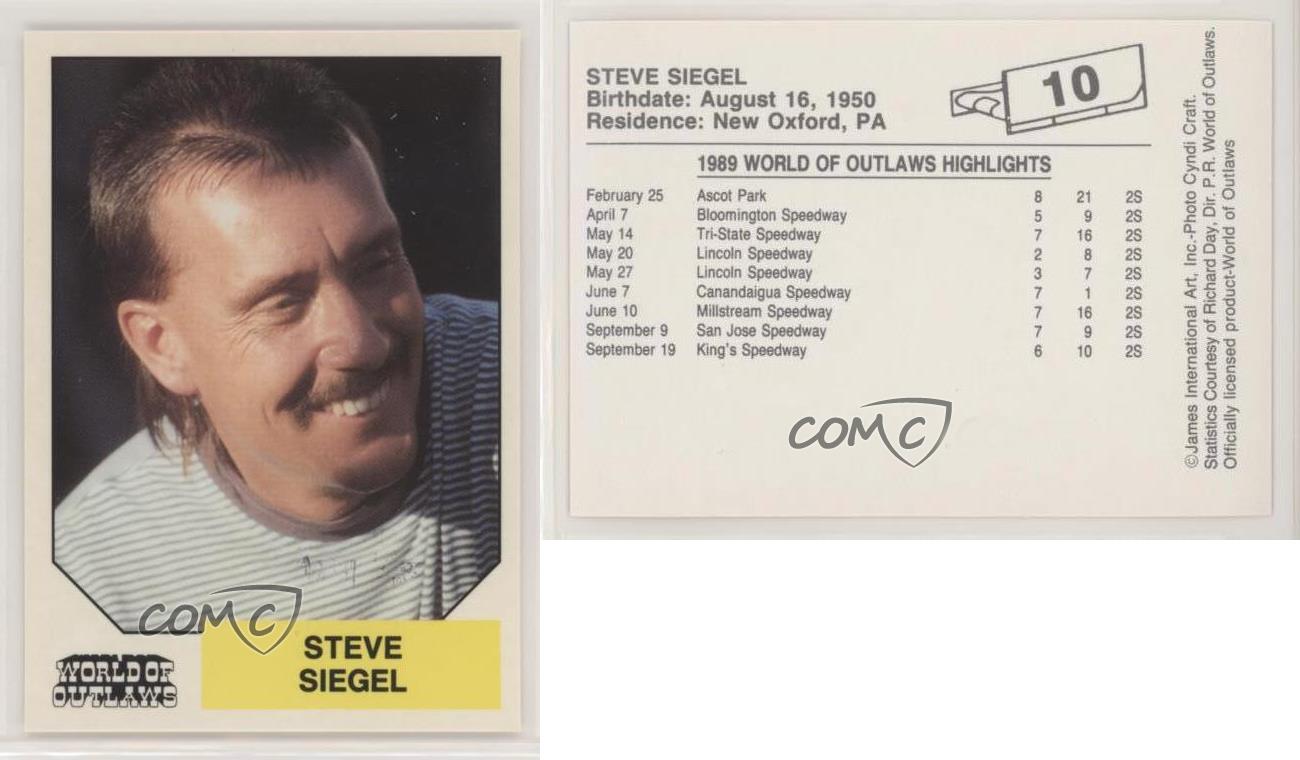 COMC
STEVE
SIEGEL
WORLD OF
OUTLAWS
STEVE SIEGEL
Birthdate: August 16, 1950
Residence: New Oxford, PA
10
1989 WORLD OF OUTLAWS HIGHLIGHTS
February 25 Ascot Park 8 21 2S
April 7 Bloomington Speedway 5 9 2S
May 14 Tri-State Speedway 7 16 2S
May 20 Lincoln Speedway 2 8 2S
May 27 Lincoln Speedway 3 7 2S
June 7 Canandaigua Speedway 7 1 2S
June 10 Millstream Speedway 7 16 2S
September 9 San Jose Speedway 7 9 2S
September 19 King's Speedway 6 10 2S
COMC
©James International Art, Inc.-Photo Cyndi Craft.
Statistics Courtesy of Richard Day, Dir. P.R. World of Outlaws.
Officially licensed product-World of Outlaws